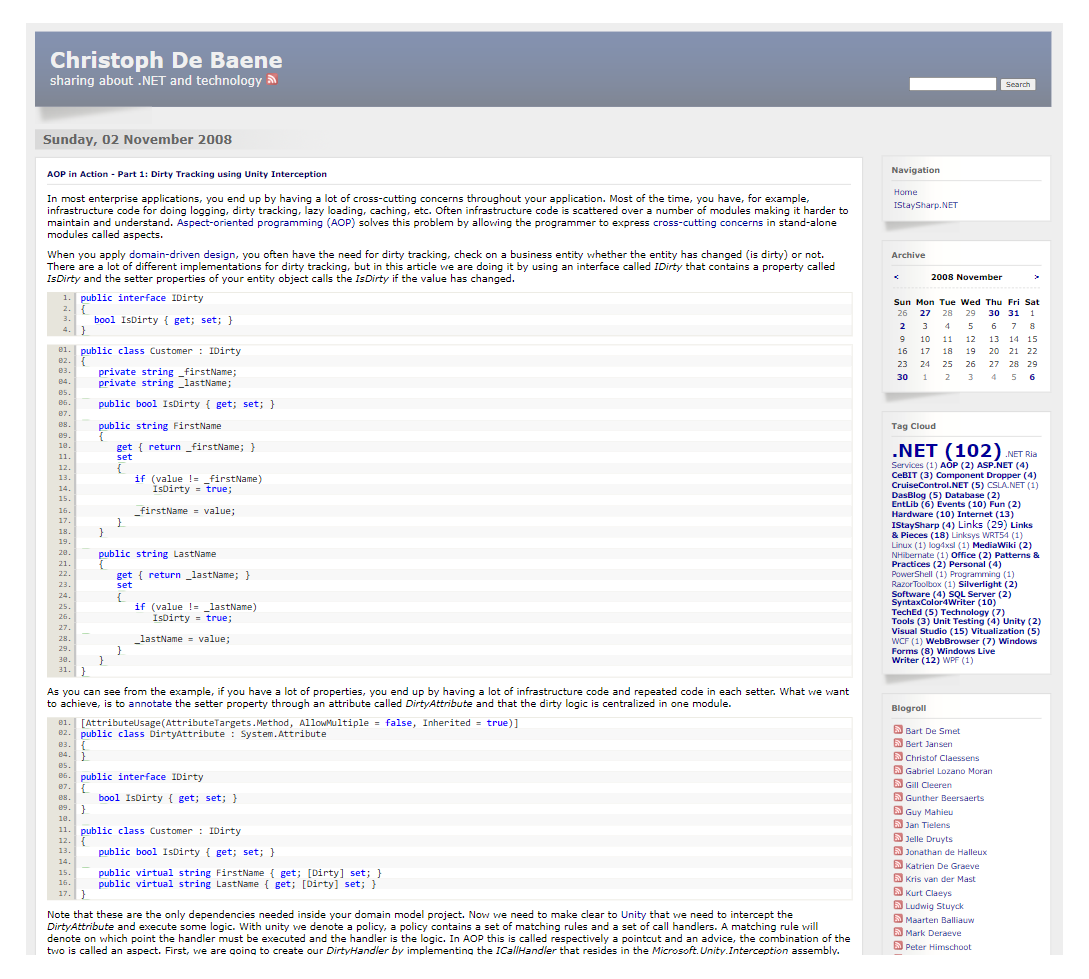 Christoph De Baene
sharing about .NET and technology
Search
Sunday, 02 November 2008
AOP in Action - Part 1: Dirty Tracking using Unity Interception
In most enterprise applications, you end up by having a lot of cross-cutting concerns throughout your application. Most of the time, you have, for example,
infrastructure code for doing logging, dirty tracking, lazy loading, caching, etc. Often infrastructure code is scattered over a number of modules making it harder to
maintain and understand. Aspect-oriented programming (AOP) solves this problem by allowing the programmer to express cross-cutting concerns in stand-alone
modules called aspects.
When you apply domain-driven design, you often have the need for dirty tracking, check on a business entity whether the entity has changed (is dirty) or not.
There are a lot of different implementations for dirty tracking, but in this article we are doing it by using an interface called IDirty that contains a property called
IsDirty and the setter properties of your entity object calls the IsDirty if the value has changed.
1. public interface IDirty
2. {
3. bool IsDirty { get; set; }
4. }
01. public class Customer : IDirty
02. {
03. private string _firstName;
04. private string _lastName;
05.
06. public bool IsDirty { get; set; }
07.
08. public string FirstName
09. {
10. get { return _firstName; }
11. set
12. {
13. if (value != _firstName)
14. IsDirty = true;
15.
16. _firstName = value;
17. }
18. }
19.
20. public string LastName
21. {
22. get { return _lastName; }
23. set
24. {
25. if (value != _lastName)
26. IsDirty = true;
27.
28. _lastName = value;
29. }
30. }
31. }
As you can see from the example, if you have a lot of properties, you end up by having a lot of infrastructure code and repeated code in each setter. What we want
to achieve, is to annotate the setter property through an attribute called DirtyAttribute and that the dirty logic is centralized in one module.
01. [AttributeUsage(AttributeTargets.Method, AllowMultiple = false, Inherited = true)]
02. public class DirtyAttribute : System.Attribute
03. {
04. }
05.
06. public interface IDirty
07. {
08. bool IsDirty { get; set; }
09. }
10.
11. public class Customer : IDirty
12. {
13. public bool IsDirty { get; set; }
14.
15. public virtual string FirstName { get; [Dirty] set; }
16. public virtual string LastName { get; [Dirty] set; }
17. }
Note that these are the only dependencies needed inside your domain model project. Now we need to make clear to Unity that we need to intercept the
DirtyAttribute and execute some logic. With unity we denote a policy, a policy contains a set of matching rules and a set of call handlers. A matching rule will
denote on which point the handler must be executed and the handler is the logic. In AOP this is called respectively a pointcut and an advice, the combination of the
two is called an aspect. First, we are going to create our DirtyHandler by implementing the ICallHandler that resides in the Microsoft.Unity.Interception assembly.
Navigation
Home
IStaySharp.NET
Archive
< 2008 November >
Sun Mon Tue Wed Thu Fri Sat
26 27 28 29 30 31 1
2 3 4 5 6 7 8
9 10 11 12 13 14 15
16 17 18 19 20 21 22
23 24 25 26 27 28 29
30 1 2 3 4 5 6
Tag Cloud
.NET (102) .NET Ria
Services (1) AOP (2) ASP.NET (4)
CeBIT (3) Component Dropper (4)
CruiseControl.NET (5) CSLA.NET (1)
DasBlog (5) Database (2)
EntLib (6) Events (10) Fun (2)
Hardware (10) Internet (13)
IStaySharp (4) Links (29) Links
& Pieces (18) Linksys WRT54 (1)
Linux (1) log4xsl (1) MediaWiki (2)
NHibernate (1) Office (2) Patterns &
Practices (2) Personal (4)
PowerShell (1) Programming (1)
RazorToolbox (1) Silverlight (2)
Software (4) SQL Server (2)
SyntaxColor4Writer (10)
TechEd (5) Technology (7)
Tools (3) Unit Testing (4) Unity (2)
Visual Studio (15) Vitualization (5)
WCF (1) WebBrowser (7) Windows
Forms (8) Windows Live
Writer (12) WPF (1)
Blogroll
Bart De Smet
Bert Jansen
Christof Claessens
Gabriel Lozano Moran
Gill Cleeren
Gunther Beersaerts
Guy Mahieu
Jan Tielens
Jelle Druyts
Jonathan de Halleux
Katrien De Graeve
Kris van der Mast
Kurt Claeys
Ludwig Stuyck
Maarten Balliauw
Mark Deraeve
Peter Himschoot